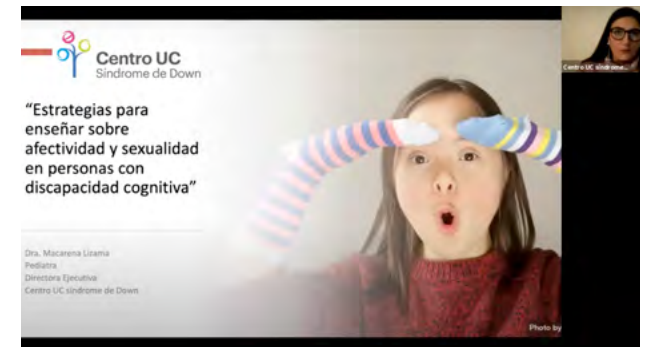 Centro UC
Síndrome de Down
“Estrategias para
enseñar sobre
afectividad y sexualidad
en personas con
discapacidad cognitiva”
Dra. Macarena Lizama
Pediatra
Directora Ejecutiva
Centro UC síndrome de Down
Photo by
Centro UC síndrome...